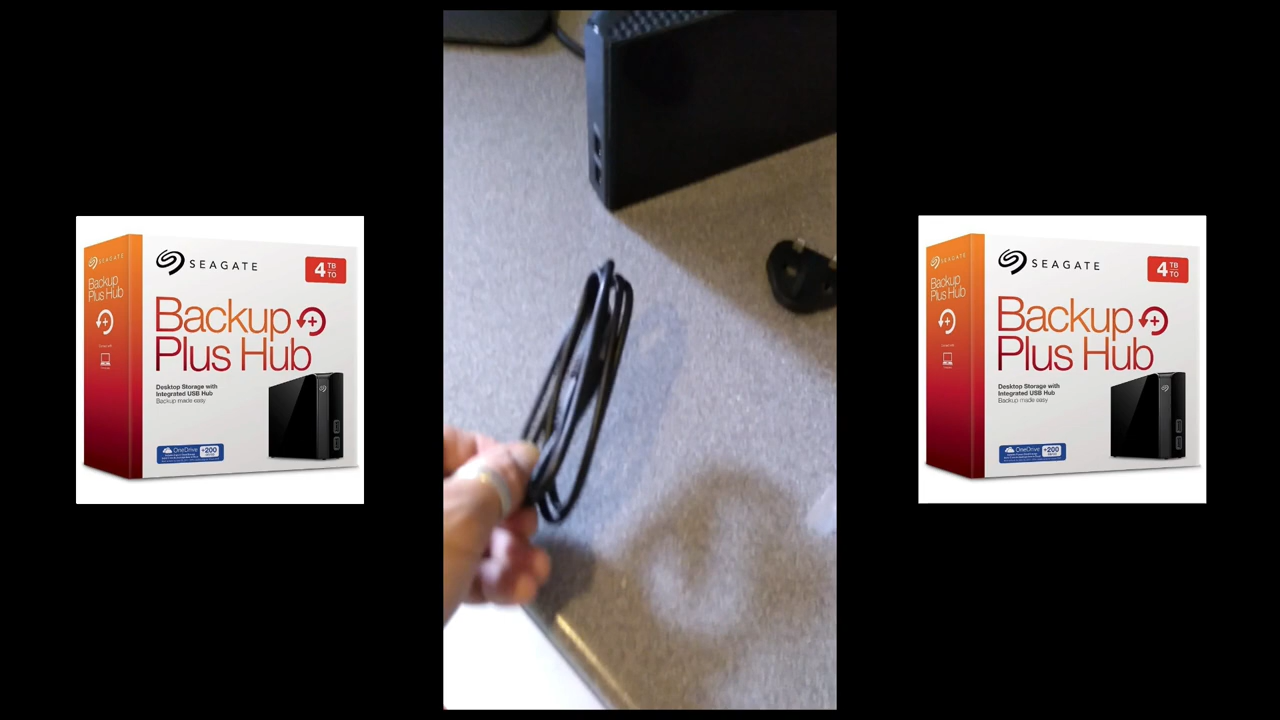 SEAGATE
Backup
Plus Hub
SEAGATE
4 TB
TO
Backup
Plus Hub
Desktop Storage with
Integrated USB Hub
Backup made easy
OneDrive
+200
SEAGATE
Backup
Plus Hub
SEAGATE
4 TB
TO
Backup
Plus Hub
Desktop Storage with
Integrated USB Hub
Backup made easy
OneDrive
+200